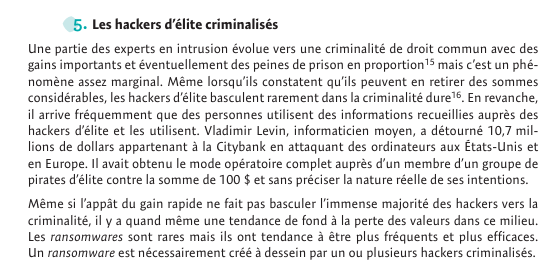 5. Les hackers d'élite criminalisés
Une partie des experts en intrusion évolue vers une criminalité de droit commun avec des
gains importants et éventuellement des peines de prison en proportion15 mais c'est un phé-
nomène assez marginal. Même lorsqu'ils constatent qu'ils peuvent en retirer des sommes
considérables, les hackers d'élite basculent rarement dans la criminalité dure16. En revanche,
il arrive fréquemment que des personnes utilisent des informations recueillies auprès des
hackers d'élite et les utilisent. Vladimir Levin, informaticien moyen, a détourné 10,7 mil-
lions de dollars appartenant à la Citybank en attaquant des ordinateurs aux États-Unis et
en Europe. Il avait obtenu le mode opératoire complet auprès d'un membre d'un groupe de
pirates d'élite contre la somme de 100 $ et sans préciser la nature réelle de ses intentions.
Même si l'appât du gain rapide ne fait pas basculer l'immense majorité des hackers vers la
criminalité, il y a quand même une tendance de fond à la perte des valeurs dans ce milieu.
Les ransomwares sont rares mais ils ont tendance à être plus fréquents et plus efficaces.
Un ransomware est nécessairement créé à dessein par un ou plusieurs hackers criminalisés.